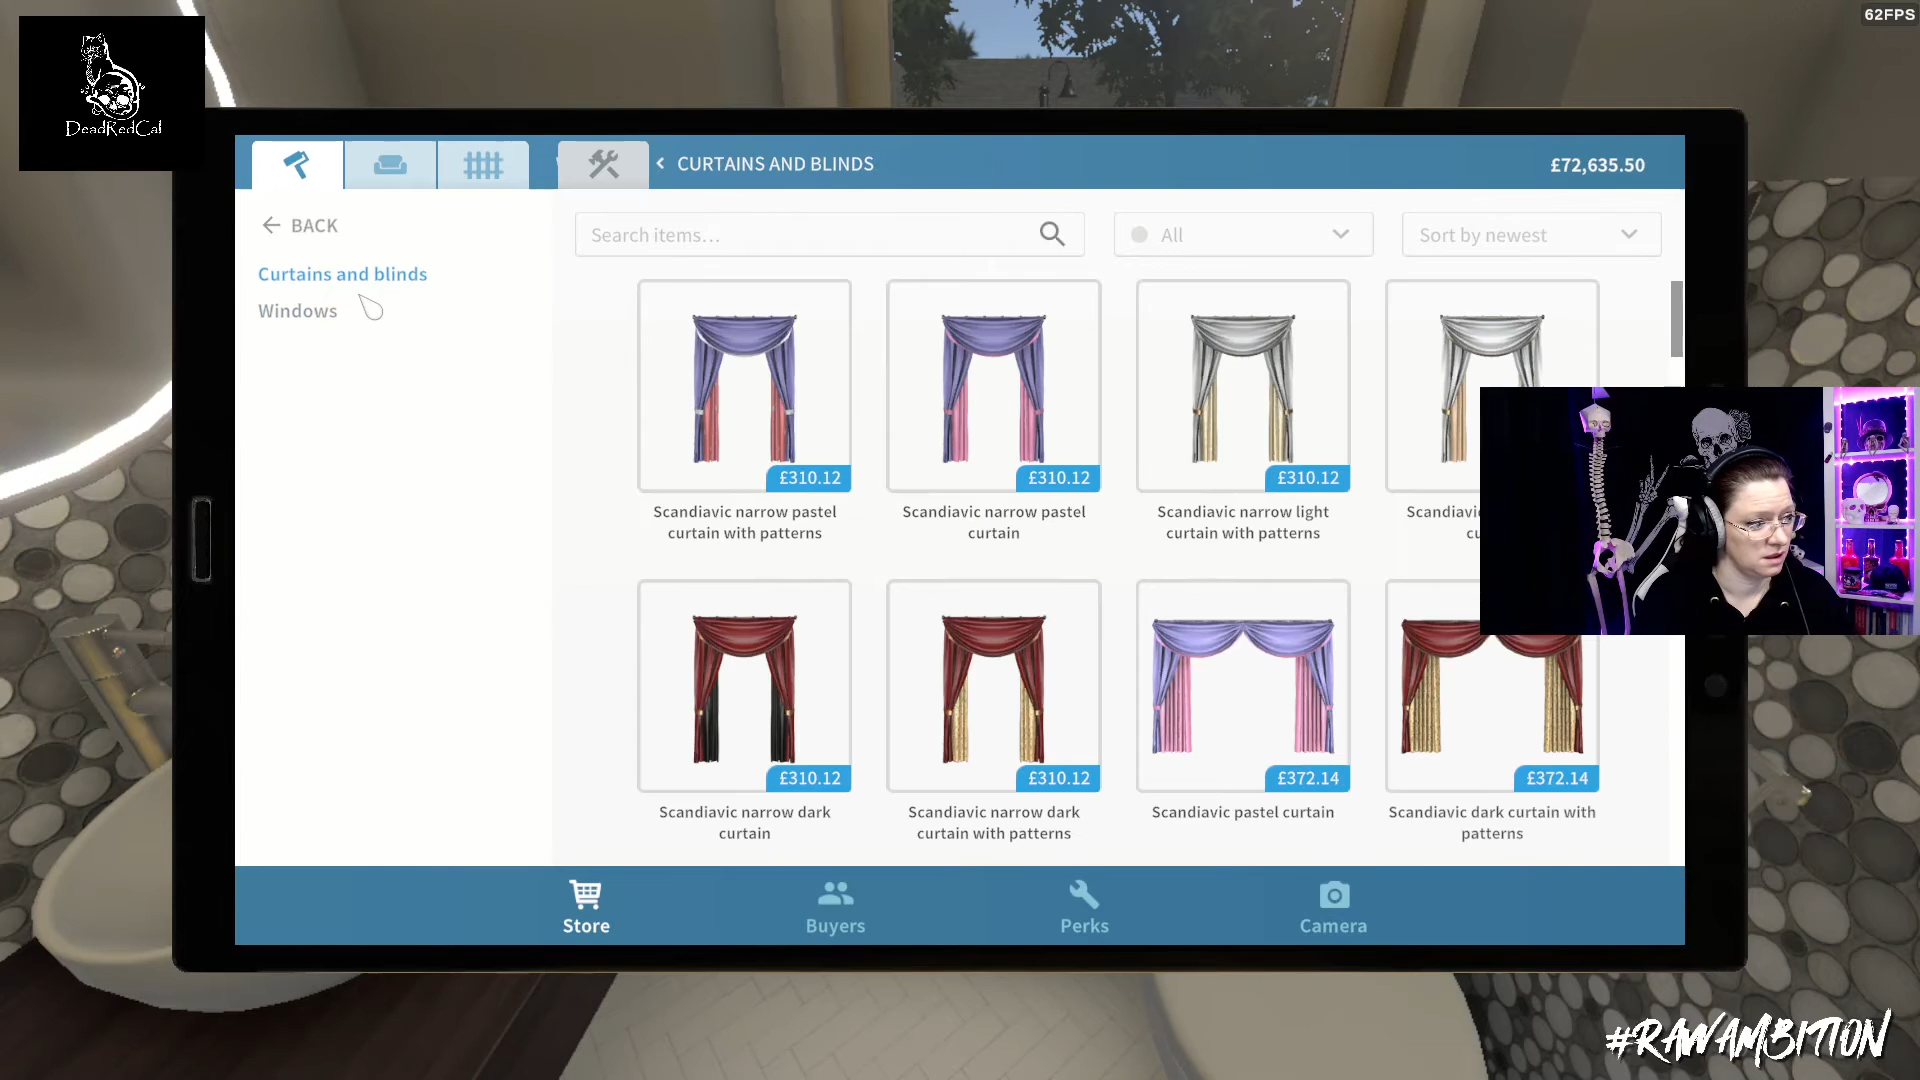 62FPS
DeadRedCal
CURTAINS AND BLINDS
£72,635.50
BACK
Curtains and blinds
Windows
Search items...
All
Sort by newest
£310.12
£310.12
£310.12
Scandiavic narrow pastel
curtain with patterns
Scandiavic narrow pastel
curtain
Scandiavic narrow light
curtain with patterns
£310.12
£310.12
£372.14
£372.14
Scandiavic narrow dark
curtain
Scandiavic narrow dark
curtain with patterns
Scandiavic pastel curtain
Scandiavic dark curtain with
patterns
Store
Buyers
Perks
Camera
#RAWAMBITION